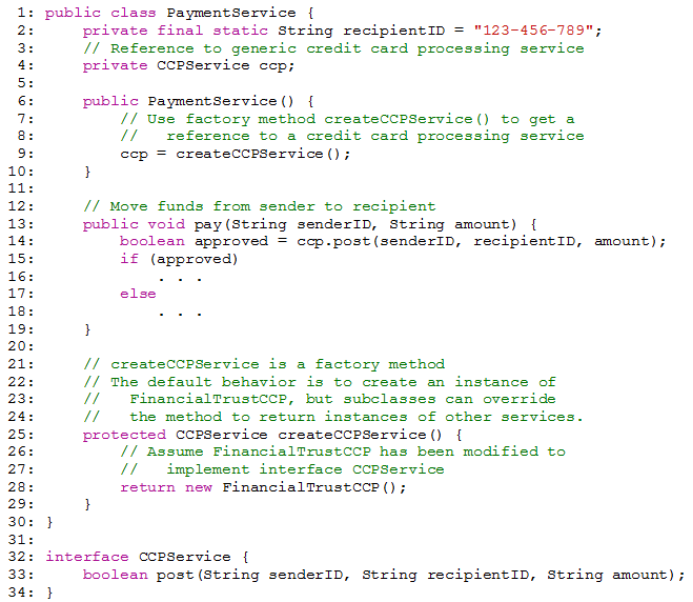 1: public class PaymentService {
2:     private final static String recipientID = "123-456-789";
3:     // Reference to generic credit card processing service
4:     private CCPService ccp;
5:
6:     public PaymentService() {
7:         // Use factory method createCCPService() to get a
8:         //   reference to a credit card processing service
9:         ccp = createCCPService();
10:     }
11:
12:     // Move funds from sender to recipient
13:     public void pay(String senderID, String amount) {
14:         boolean approved = ccp.post(senderID, recipientID, amount);
15:         if (approved)
16:             . . .
17:         else
18:             . . .
19:     }
20:
21:     // createCCPService is a factory method
22:     // The default behavior is to create an instance of
23:     //   FinancialTrustCCP, but subclasses can override
24:     //   the method to return instances of other services.
25:     protected CCPService createCCPService() {
26:         // Assume FinancialTrustCCP has been modified to
27:         //   implement interface CCPService
28:         return new FinancialTrustCCP();
29:     }
30: }
31:
32: interface CCPService {
33:     boolean post(String senderID, String recipientID, String amount);
34: }